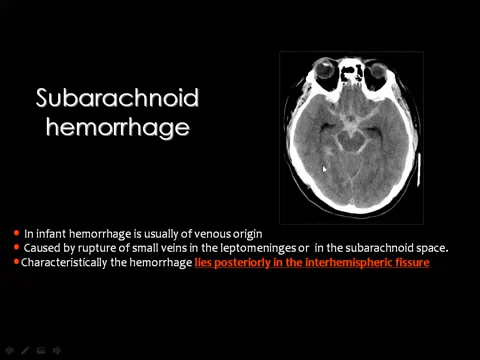 Subarachnoid
hemorrhage
• In infant hemorrhage is usually of venous origin
• Caused by rupture of small veins in the leptomeninges or in the subarachnoid space.
•Characteristically the hemorrhage lies posteriorly in the interhemispheric fissure